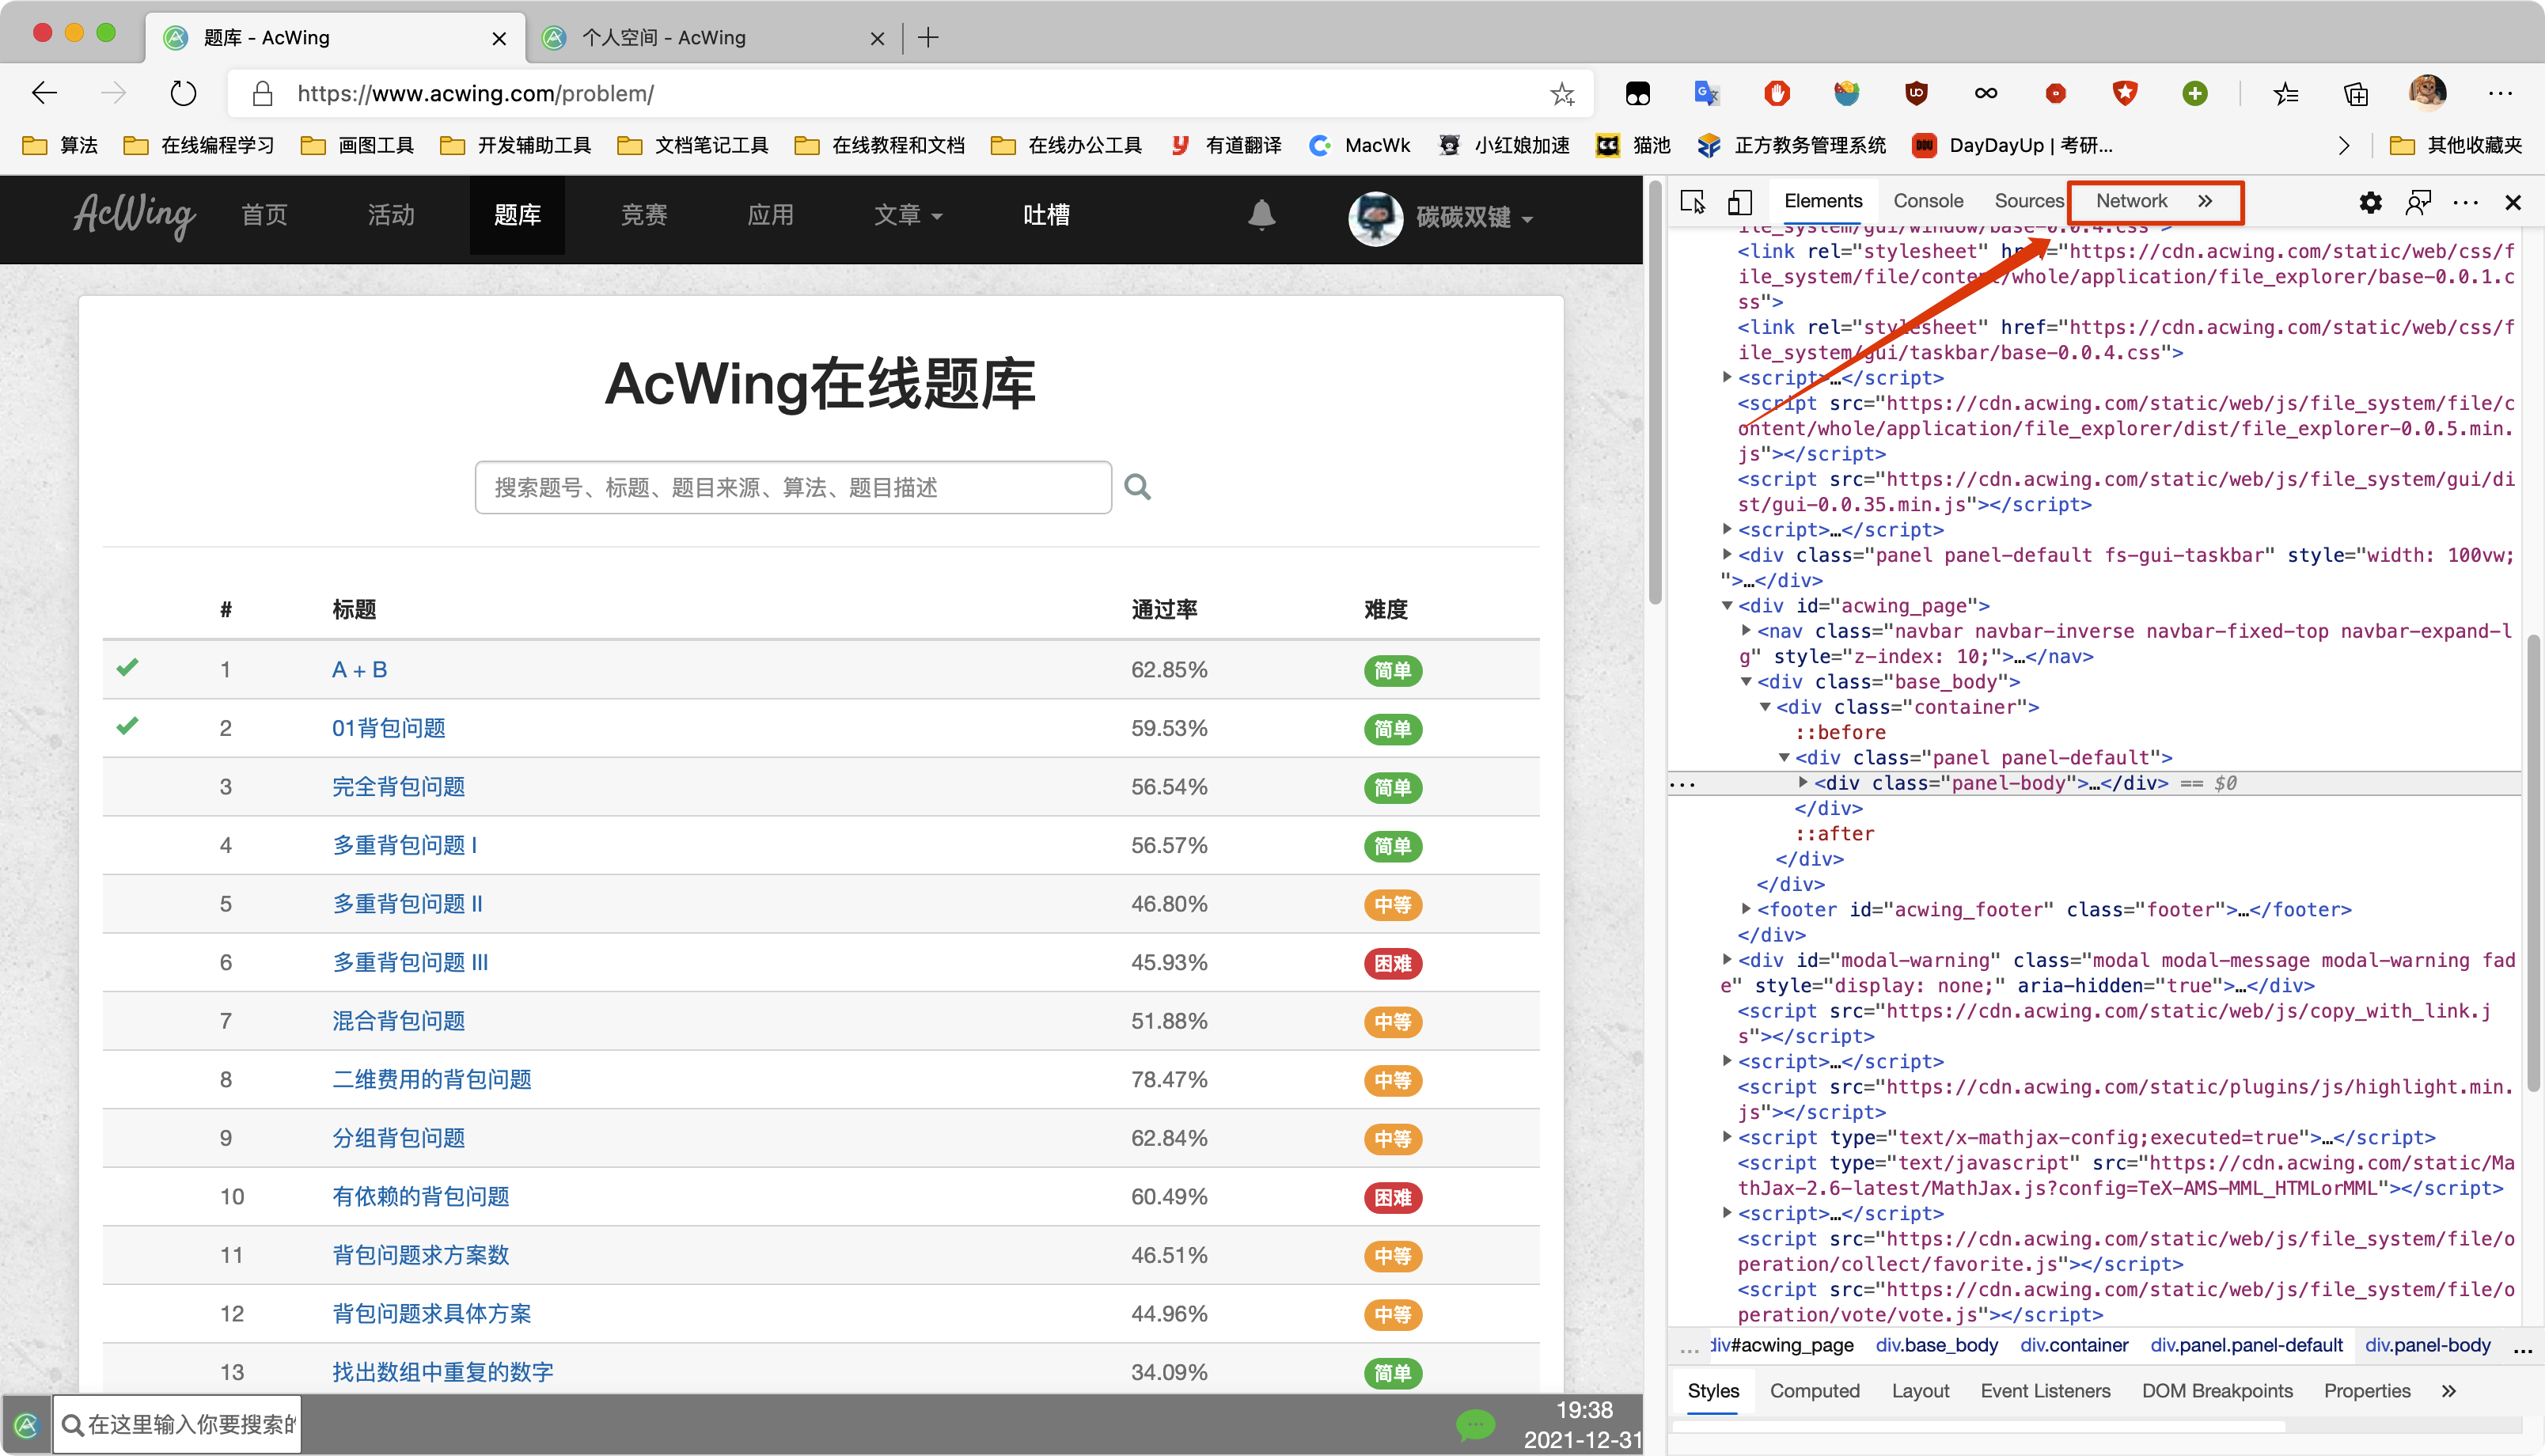 题库 - AcWing
个人空间 - AcWing
https://www.acwing.com/problem/
算法 在线编程学习 画图工具 开发辅助工具 文档笔记工具 在线教程和文档 在线办公工具 有道翻译 MacWk 小红娘加速 猫池 正方教务管理系统 DayDayUp | 考研... 其他收藏夹
AcWing 首页 活动 题库 竞赛 应用 文章 吐槽 碳碳双键
AcWing在线题库
搜索题号、标题、题目来源、算法、题目描述
# 标题 通过率 难度
1 A + B 62.85% 简单
2 01背包问题 59.53% 简单
3 完全背包问题 56.54% 简单
4 多重背包问题 I 56.57% 简单
5 多重背包问题 II 46.80% 中等
6 多重背包问题 III 45.93% 困难
7 混合背包问题 51.88% 中等
8 二维费用的背包问题 78.47% 中等
9 分组背包问题 62.84% 中等
10 有依赖的背包问题 60.49% 困难
11 背包问题求方案数 46.51% 中等
12 背包问题求具体方案 44.96% 中等
13 找出数组中重复的数字 34.09% 简单
在这里输入你要搜索的
19:38
2021-12-31
Elements Console Sources Network »
ile_system/gui/window/base-0.0.4.css">
<link rel="stylesheet" href="https://cdn.acwing.com/static/web/css/f
ile_system/file/content/whole/application/file_explorer/base-0.0.1.c
ss">
<link rel="stylesheet" href="https://cdn.acwing.com/static/web/css/f
ile_system/gui/taskbar/base-0.0.4.css">
<script>…</script>
<script src="https://cdn.acwing.com/static/web/js/file_system/file/c
ontent/whole/application/file_explorer/dist/file_explorer-0.0.5.min.
js"></script>
<script src="https://cdn.acwing.com/static/web/js/file_system/gui/di
st/gui-0.0.35.min.js"></script>
<script>…</script>
<div class="panel panel-default fs-gui-taskbar" style="width: 100vw;
">…</div>
<div id="acwing_page">
<nav class="navbar navbar-inverse navbar-fixed-top navbar-expand-l
g" style="z-index: 10;">…</nav>
<div class="base_body">
<div class="container">
::before
<div class="panel panel-default">
... <div class="panel-body">…</div> == $0
</div>
::after
</div>
</div>
<footer id="acwing_footer" class="footer">…</footer>
</div>
<div id="modal-warning" class="modal modal-message modal-warning fad
e" style="display: none;" aria-hidden="true">…</div>
<script src="https://cdn.acwing.com/static/web/js/copy_with_link.j
s"></script>
<script>…</script>
<script src="https://cdn.acwing.com/static/plugins/js/highlight.min.
js"></script>
<script type="text/x-mathjax-config;executed=true">…</script>
<script type="text/javascript" src="https://cdn.acwing.com/static/Ma
thJax-2.6-latest/MathJax.js?config=TeX-AMS-MML_HTMLorMML"></script>
<script>…</script>
<script src="https://cdn.acwing.com/static/web/js/file_system/file/o
peration/collect/favorite.js"></script>
<script src="https://cdn.acwing.com/static/web/js/file_system/file/o
peration/vote/vote.js"></script>
... div#acwing_page div.base_body div.container div.panel.panel-default div.panel-body ...
Styles Computed Layout Event Listeners DOM Breakpoints Properties »